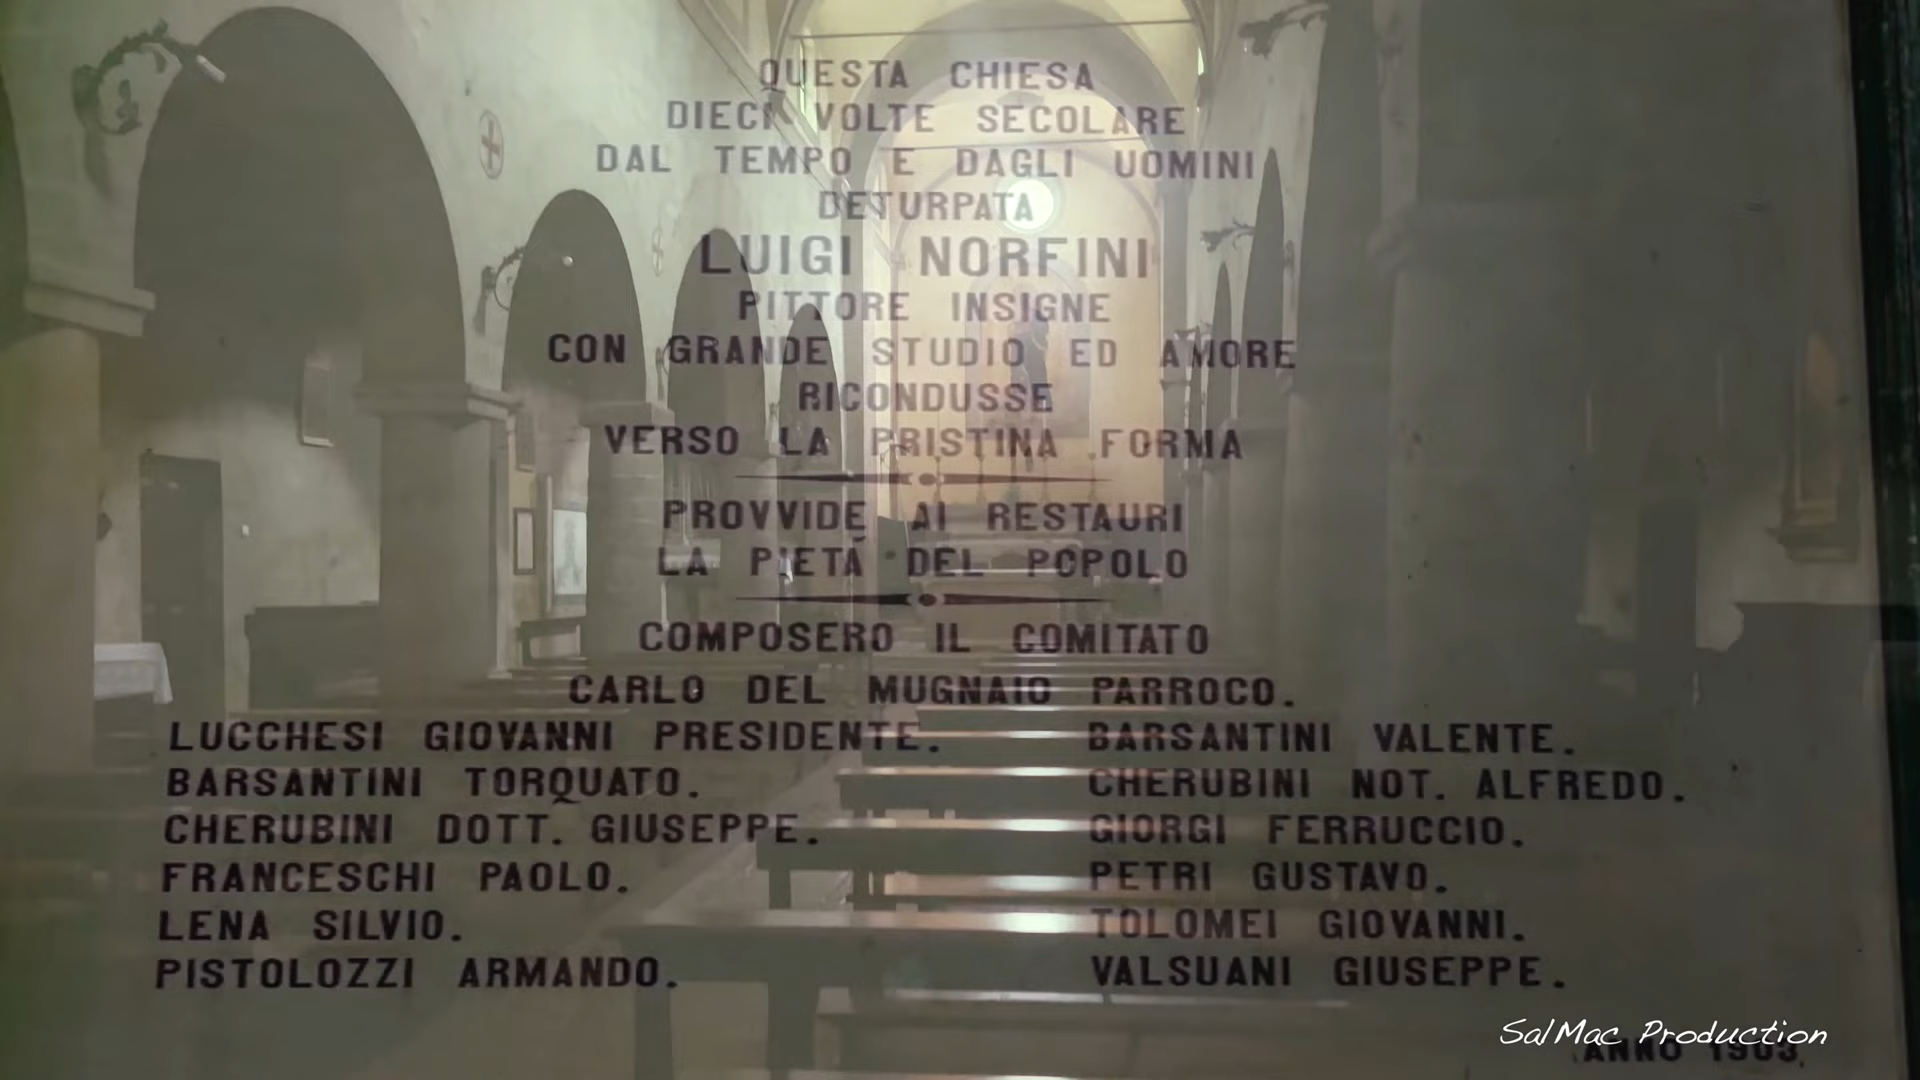 QUESTA CHIESA
DIECI VOLTE SECOLARE
DAL TEMPO E DAGLI UOMINI
DETURPATA
LUIGI NORFINI
PITTORE INSIGNE
CON GRANDE STUDIO ED AMORE
RICONDUSSE
VERSO LA PRISTINA FORMA
PROVVIDE AI RESTAURI
LA PIETÀ DEL POPOLO
COMPOSERO IL COMITATO
CARLO DEL MUGNAIO PARROCO.
LUCCHESI GIOVANNI PRESIDENTE. BARSANTINI VALENTE.
BARSANTINI TORQUATO. CHERUBINI NOT. ALFREDO.
CHERUBINI DOTT. GIUSEPPE. GIORGI FERRUCCIO.
FRANCESCHI PAOLO. PETRI GUSTAVO.
LENA SILVIO. TOLOMEI GIOVANNI.
PISTOLOZZI ARMANDO. VALSUANI GIUSEPPE.
SalMac Production
ANNO 1903.